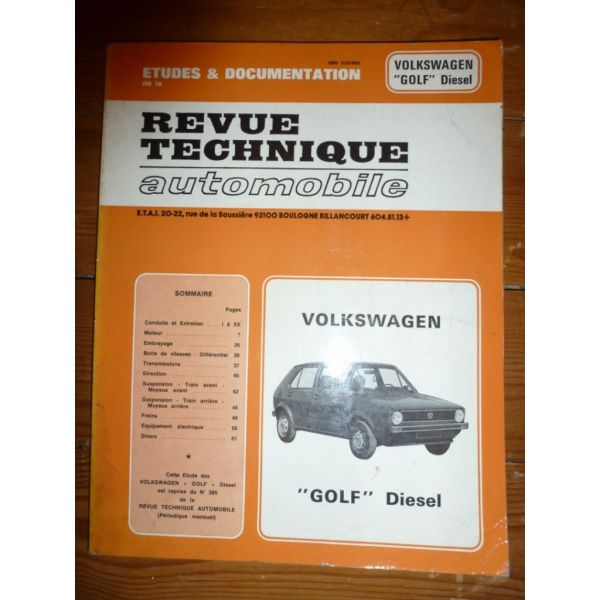 ETUDES & DOCUMENTATION
de la
VOLKSWAGEN
"GOLF" Diesel
REVUE
TECHNIQUE
automobile
E.T.A.I. 20-22, rue de la Saussière 92100 BOULOGNE BILLANCOURT 604.81.13+
SOMMAIRE
Pages
Conduite et Entretien ..... I à XX
Moteur ..... 7
Embrayage ..... 26
Boîte de vitesses - Différentiel 28
Transmissions ..... 37
Direction ..... 40
Suspension - Train avant -
Moyeux avant ..... 42
Suspension - Train arrière -
Moyeux arrière ..... 46
Freins ..... 49
Equipement électrique ..... 56
Divers ..... 61
★
Cette Etude des
VOLKSWAGEN « GOLF » Diesel
est reprise du N° 385
de la
REVUE TECHNIQUE AUTOMOBILE
(Périodique mensuel)
VOLKSWAGEN
"GOLF" Diesel